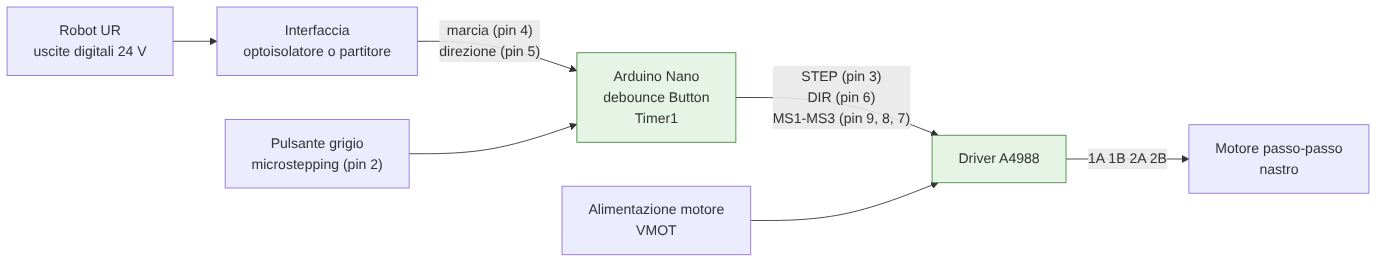 Robot UR
uscite digitali 24 V
Interfaccia
optoisolatore o partitore
marcia (pin 4)
direzione (pin 5)
Pulsante grigio
microstepping (pin 2)
Arduino Nano
debounce Button
Timer1
STEP (pin 3)
DIR (pin 6)
MS1-MS3 (pin 9, 8, 7)
Alimentazione motore
VMOT
Driver A4988
1A 1B 2A 2B
Motore passo-passo
nastro